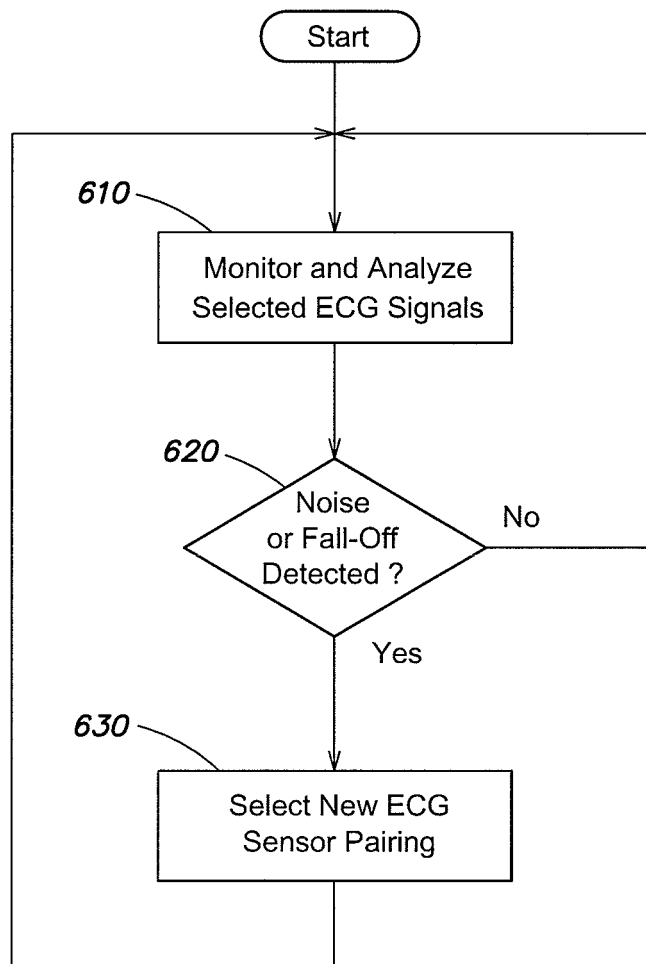 Start
610
Monitor and Analyze
Selected ECG Signals
620
Noise
or Fall-Off
Detected ?
No
Yes
630
Select New ECG
Sensor Pairing